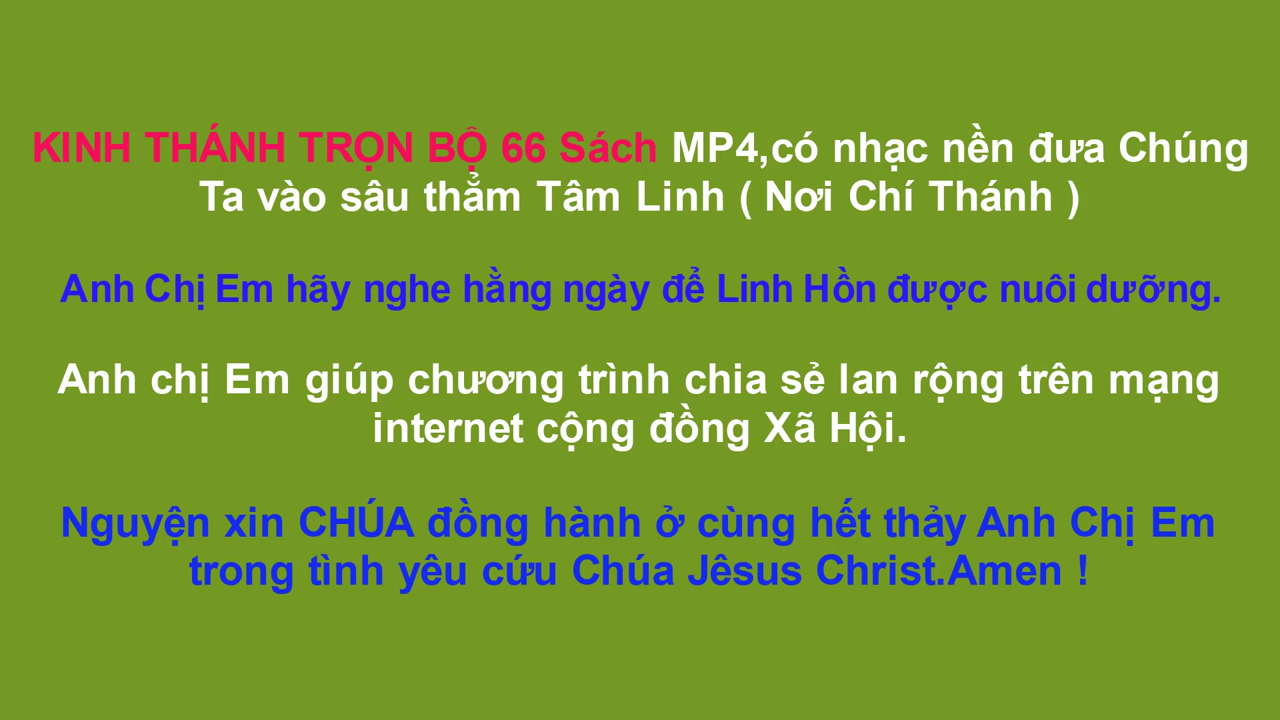 KINH THÁNH TRỌN BỘ 66 Sách MP4,có nhạc nền đưa Chúng
Ta vào sâu thẳm Tâm Linh ( Nơi Chí Thánh )
Anh Chị Em hãy nghe hằng ngày để Linh Hồn được nuôi dưỡng.
Anh chị Em giúp chương trình chia sẻ lan rộng trên mạng
internet cộng đồng Xã Hội.
Nguyện xin CHÚA đồng hành ở cùng hết thảy Anh Chị Em
trong tình yêu cứu Chúa Jêsus Christ.Amen !